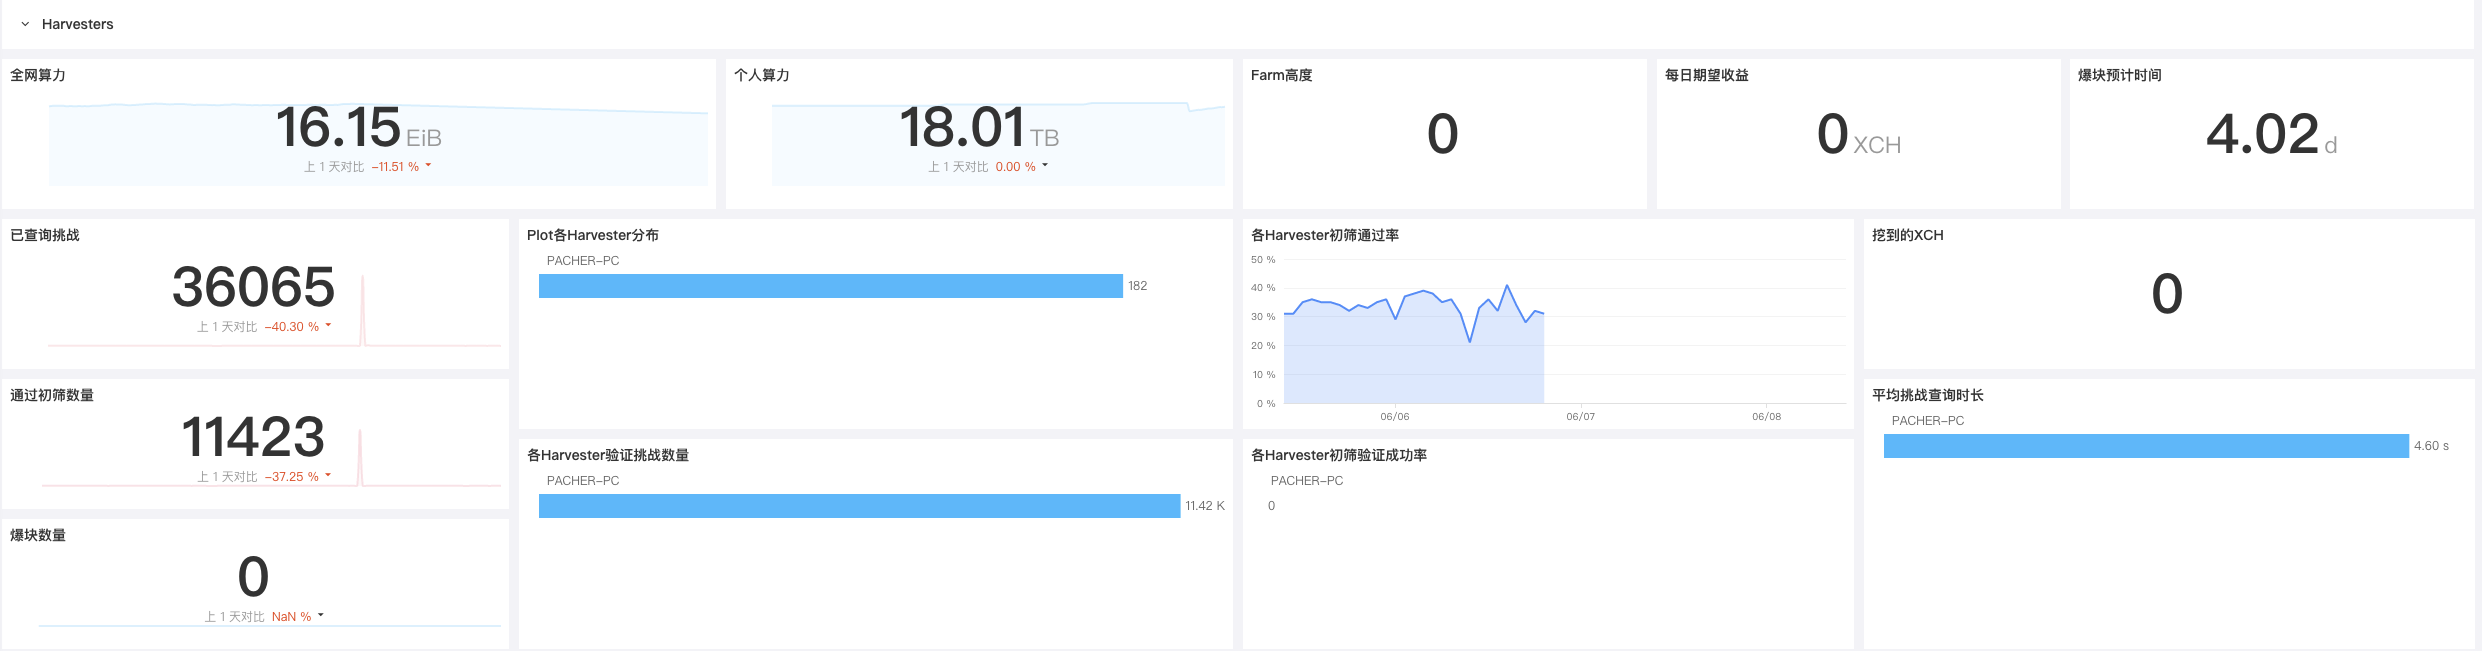 Harvesters
全网算力
16.15 EiB
上 1 天对比 -11.51 %
个人算力
18.01 TB
上 1 天对比 0.00 %
Farm高度
0
每日期望收益
0 XCH
爆块预计时间
4.02 d
已查询挑战
36065
上 1 天对比 -40.30 %
通过初筛数量
11423
上 1 天对比 -37.25 %
爆块数量
0
上 1 天对比 NaN %
Plot各Harvester分布
PACHER-PC
182
各Harvester验证挑战数量
PACHER-PC
11.42 K
各Harvester初筛通过率
50 %
40 %
30 %
20 %
10 %
0 %
06/06
06/07
06/08
各Harvester初筛验证成功率
PACHER-PC
0
挖到的XCH
0
平均挑战查询时长
PACHER-PC
4.60 s